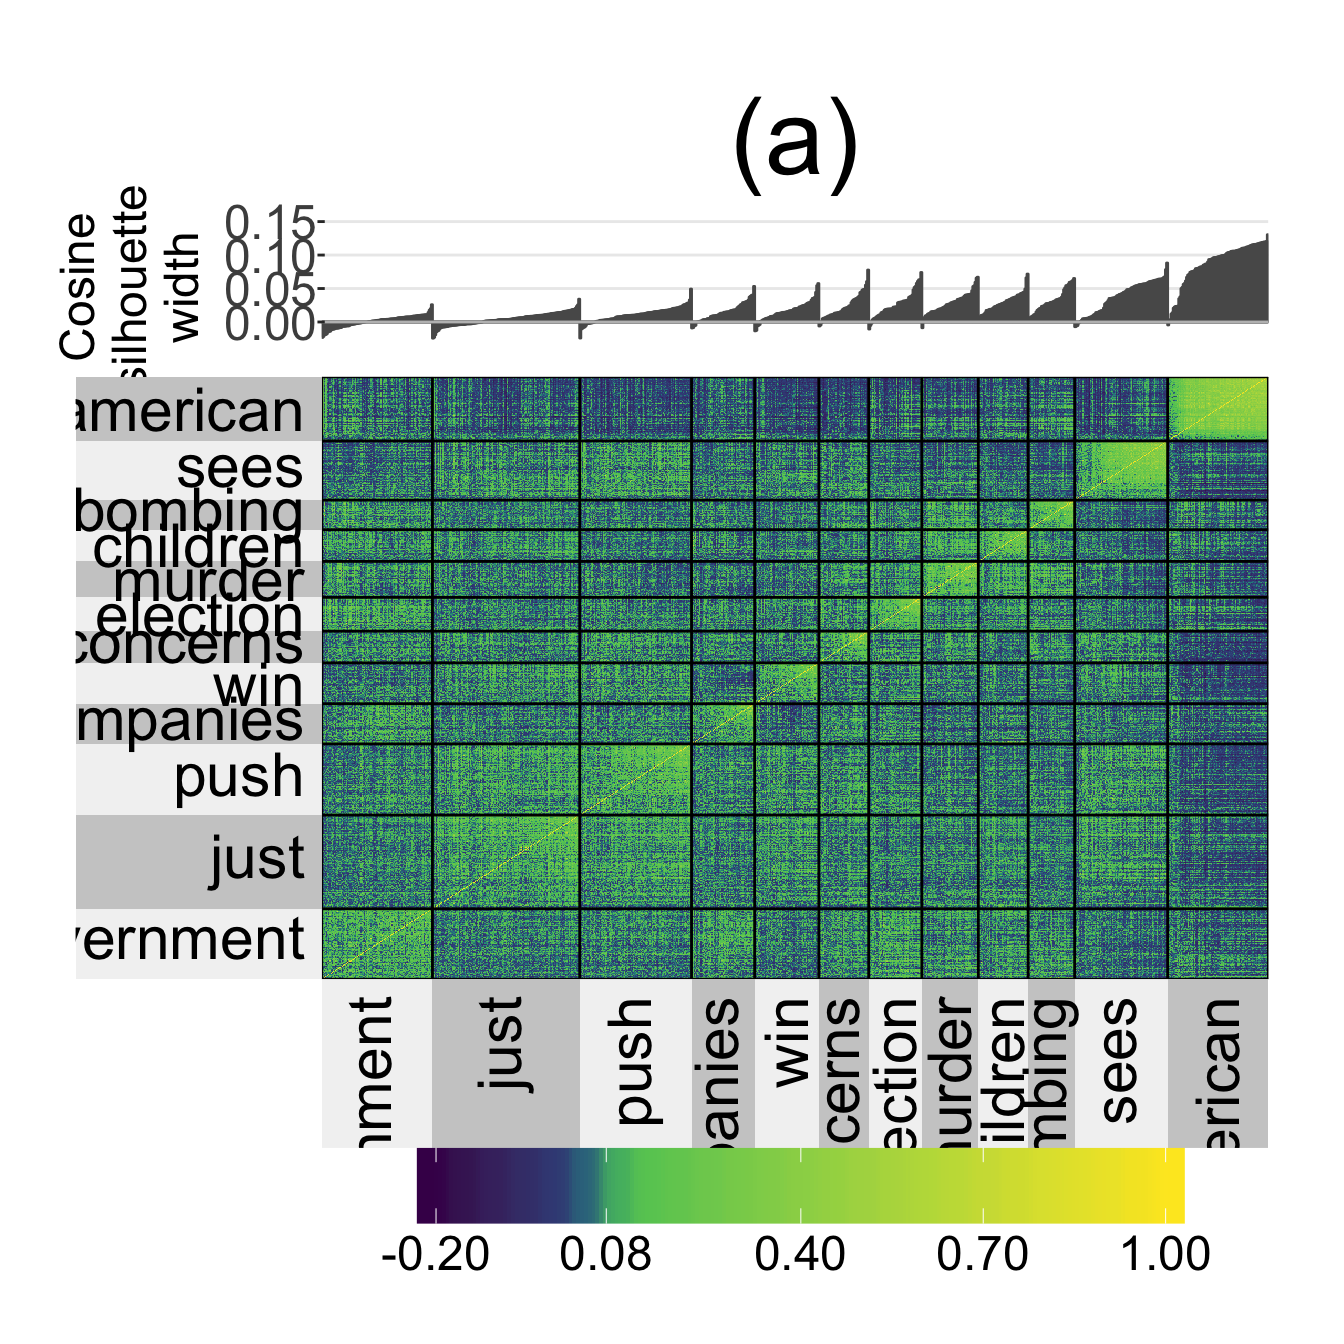 (a)
Cosine
silhouette
width
0.15
0.10
0.05
0.00
american
sees
bombing
children
murder
election
concerns
win
mpanies
push
just
vernment
nment
just
push
panies
win
cerns
ection
urder
ildren
mbing
sees
erican
-0.20 0.08 0.40 0.70 1.00